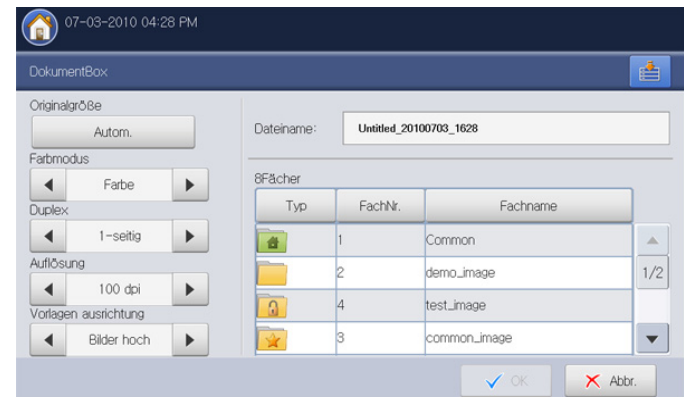 07-03-2010 04:28 PM
DokumentBox
Originalgröße
Autom.
Farbmodus
Farbe
Duplex
1-seitig
Auflösung
100 dpi
Vorlagen ausrichtung
Bilder hoch
Dateiname: Untitled_20100703_1628
8Fächer
Typ FachNr. Fachname
1 Common
2 demo_image
4 test_image
3 common_image
1/2
OK Abbr.